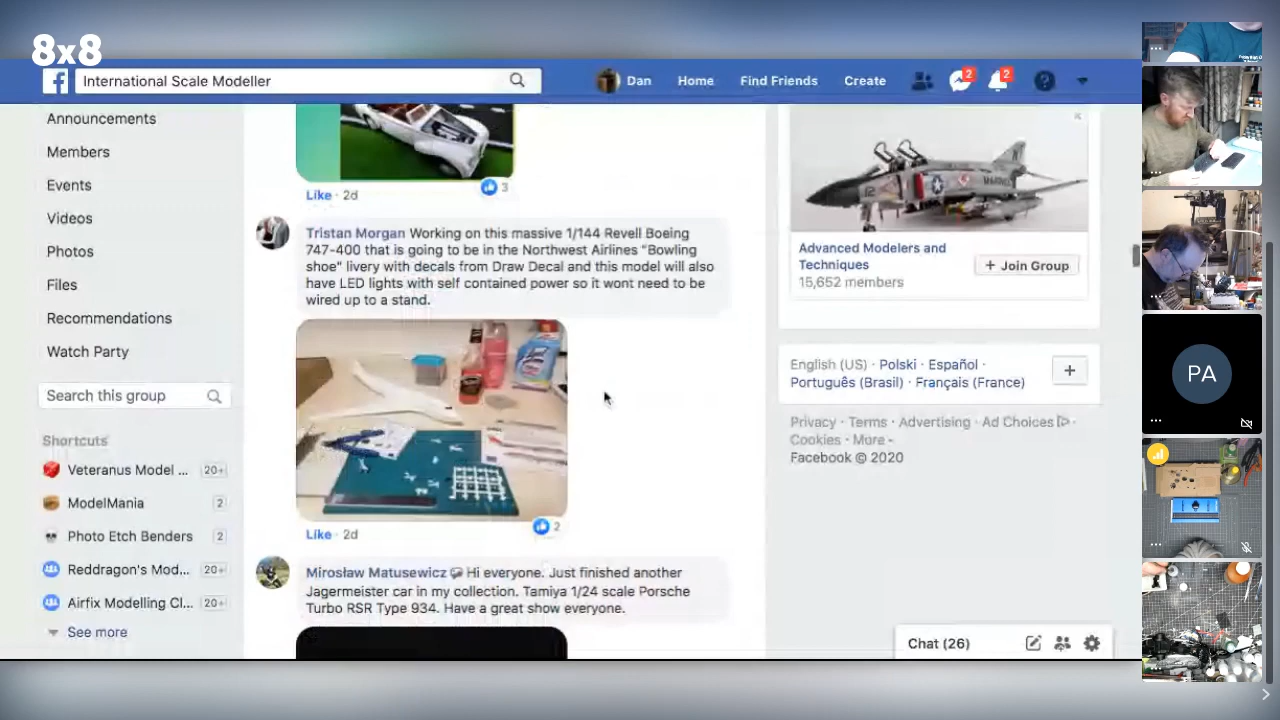 8x8
International Scale Modeller
Dan
Home
Find Friends
Create
2
2
Announcements
Members
Events
Videos
Photos
Files
Recommendations
Watch Party
Search this group
Shortcuts
Veteranus Model ... 20+
ModelMania 2
Photo Etch Benders 2
Reddragon's Mod... 20+
Airfix Modelling Cl... 20+
See more
Like · 2d
3
Tristan Morgan Working on this massive 1/144 Revell Boeing
747-400 that is going to be in the Northwest Airlines "Bowling
shoe" livery with decals from Draw Decal and this model will also
have LED lights with self contained power so it wont need to be
wired up to a stand.
Like · 2d
2
Mirosław Matusewicz Hi everyone. Just finished another
Jagermeister car in my collection. Tamiya 1/24 scale Porsche
Turbo RSR Type 934. Have a great show everyone.
12
Advanced Modelers and
Techniques
15,652 members
+ Join Group
English (US) · Polski · Español ·
Português (Brasil) · Français (France)
Privacy · Terms · Advertising · Ad Choices ·
Cookies · More
Facebook © 2020
Chat (26)
PA